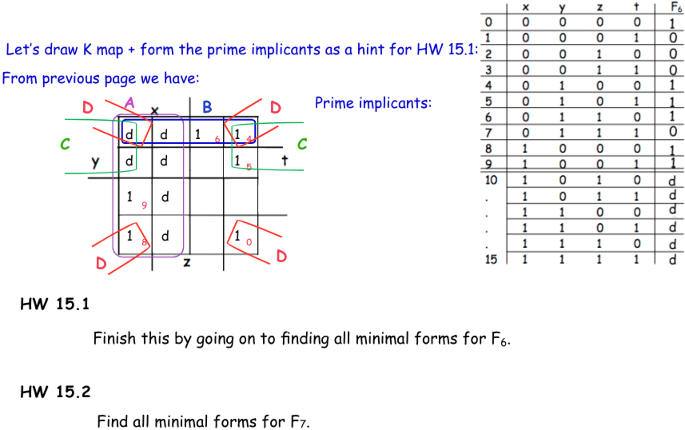 x y z t F₆
0 0 0 0 0 1
1 0 0 0 1 0
Let's draw K map + form the prime implicants as a hint for HW 15.1:
2 0 0 1 0 0
3 0 0 1 1 0
From previous page we have:
4 0 1 0 0 1
5 0 1 0 1 1
6 0 1 1 0 1
7 0 1 1 1 0
8 1 0 0 0 1
9 1 0 0 1 1
10 1 0 1 0 d
. 1 0 1 1 d
. 1 1 0 0 d
. 1 1 0 1 d
. 1 1 1 0 d
15 1 1 1 1 d
Prime implicants:
D A x B D
C d d 1 6 1 4 C
y d d 1 5 t
1 9 d
1 8 d 1 0
D z D
HW 15.1
Finish this by going on to finding all minimal forms for F₆.
HW 15.2
Find all minimal forms for F₇.